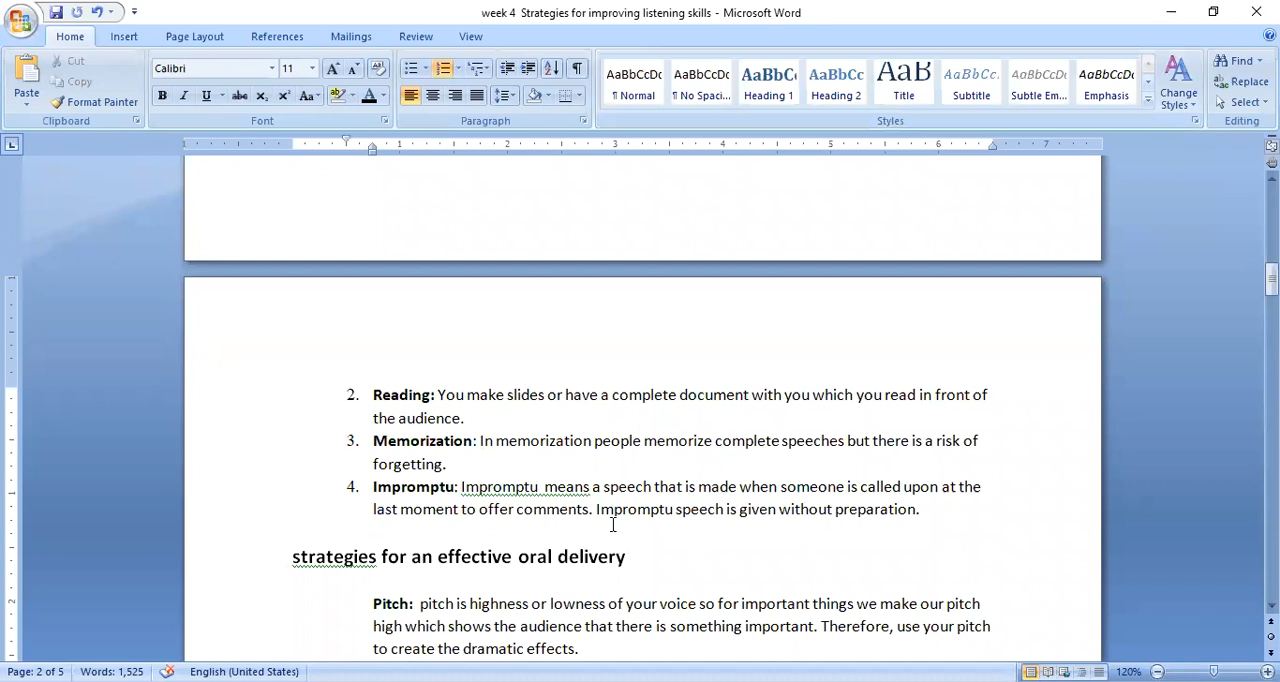 week 4 Strategies for improving listening skills - Microsoft Word
Home Insert Page Layout References Mailings Review View
Paste
Cut
Copy
Format Painter
Clipboard
Calibri 11
Font
Paragraph
AaBbCcDc AaBbCcDc AaBbC AaBbCc AaB AaBbCc. AaBbCcDc AaBbCcDc
¶ Normal ¶ No Spaci... Heading 1 Heading 2 Title Subtitle Subtle Em... Emphasis
Styles
Change
Styles
Find
Replace
Select
Editing
1 1 2 3 4 5 6 7
2. Reading: You make slides or have a complete document with you which you read in front of
the audience.
3. Memorization: In memorization people memorize complete speeches but there is a risk of
forgetting.
4. Impromptu: Impromptu means a speech that is made when someone is called upon at the
last moment to offer comments. Impromptu speech is given without preparation.
strategies for an effective oral delivery
Pitch: pitch is highness or lowness of your voice so for important things we make our pitch
high which shows the audience that there is something important. Therefore, use your pitch
to create the dramatic effects.
Page: 2 of 5 Words: 1,525 English (United States) 120%